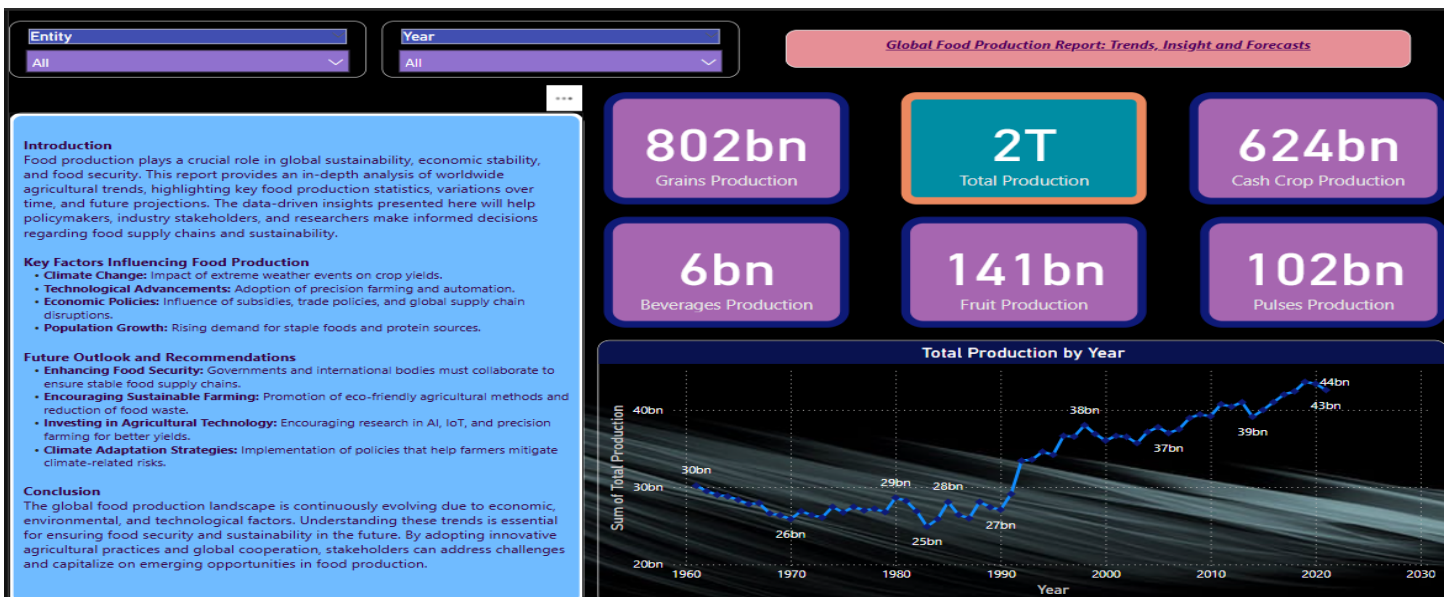 Entity
All
Year
All
Global Food Production Report: Trends, Insight and Forecasts
Introduction
Food production plays a crucial role in global sustainability, economic stability,
and food security. This report provides an in-depth analysis of worldwide
agricultural trends, highlighting key food production statistics, variations over
time, and future projections. The data-driven insights presented here will help
policymakers, industry stakeholders, and researchers make informed decisions
regarding food supply chains and sustainability.
Key Factors Influencing Food Production
• Climate Change: Impact of extreme weather events on crop yields.
• Technological Advancements: Adoption of precision farming and automation.
• Economic Policies: Influence of subsidies, trade policies, and global supply chain
disruptions.
• Population Growth: Rising demand for staple foods and protein sources.
Future Outlook and Recommendations
• Enhancing Food Security: Governments and international bodies must collaborate to
ensure stable food supply chains.
• Encouraging Sustainable Farming: Promotion of eco-friendly agricultural methods and
reduction of food waste.
• Investing in Agricultural Technology: Encouraging research in AI, IoT, and precision
farming for better yields.
• Climate Adaptation Strategies: Implementation of policies that help farmers mitigate
climate-related risks.
Conclusion
The global food production landscape is continuously evolving due to economic,
environmental, and technological factors. Understanding these trends is essential
for ensuring food security and sustainability in the future. By adopting innovative
agricultural practices and global cooperation, stakeholders can address challenges
and capitalize on emerging opportunities in food production.
802bn
Grains Production
2T
Total Production
624bn
Cash Crop Production
6bn
Beverages Production
141bn
Fruit Production
102bn
Pulses Production
Total Production by Year
Sum of Total Production
40bn
30bn
20bn
30bn
26bn
29bn
25bn
28bn
27bn
38bn
37bn
39bn
44bn
43bn
1960
1970
1980
1990
2000
2010
2020
2030
Year